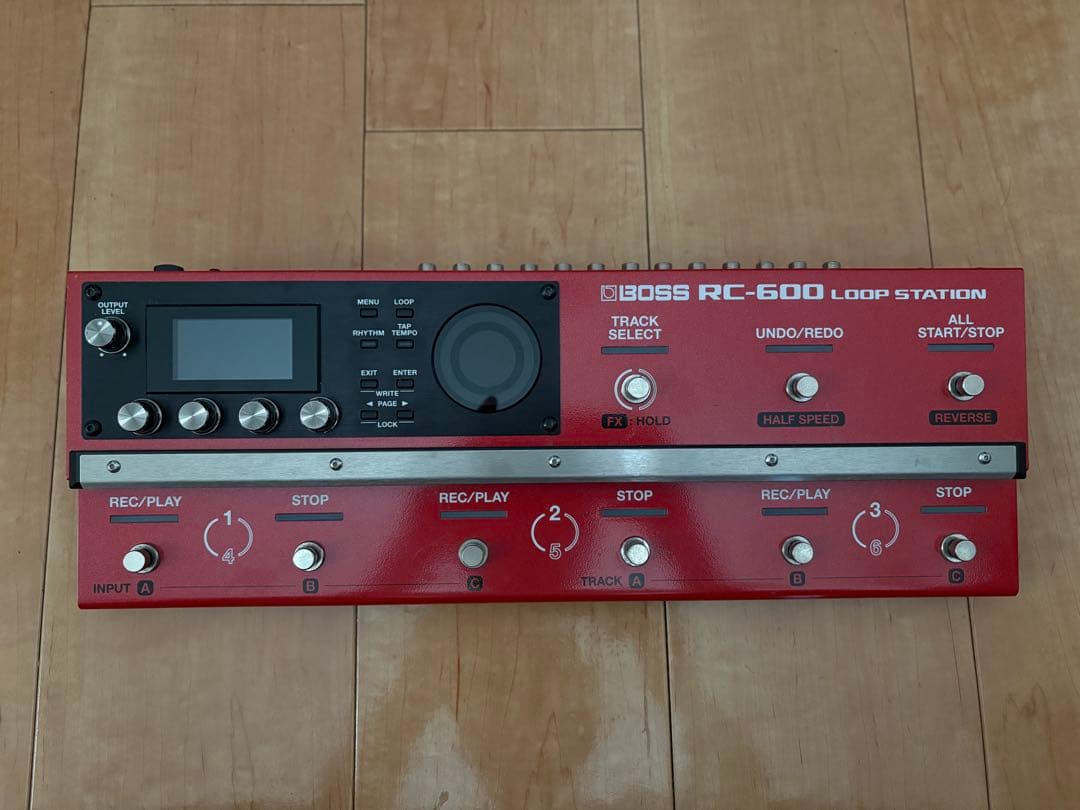 BOSS RC-600 LOOP STATION
OUTPUT
LEVEL
MENU LOOP
RHYTHM TAP
TEMPO
EXIT ENTER
WRITE
◄ PAGE ►
LOCK
TRACK
SELECT
FX : HOLD
UNDO/REDO
HALF SPEED
ALL
START/STOP
REVERSE
REC/PLAY
1
4
STOP
REC/PLAY
2
5
STOP
REC/PLAY
3
6
STOP
INPUT A
B
C
TRACK A
B
C